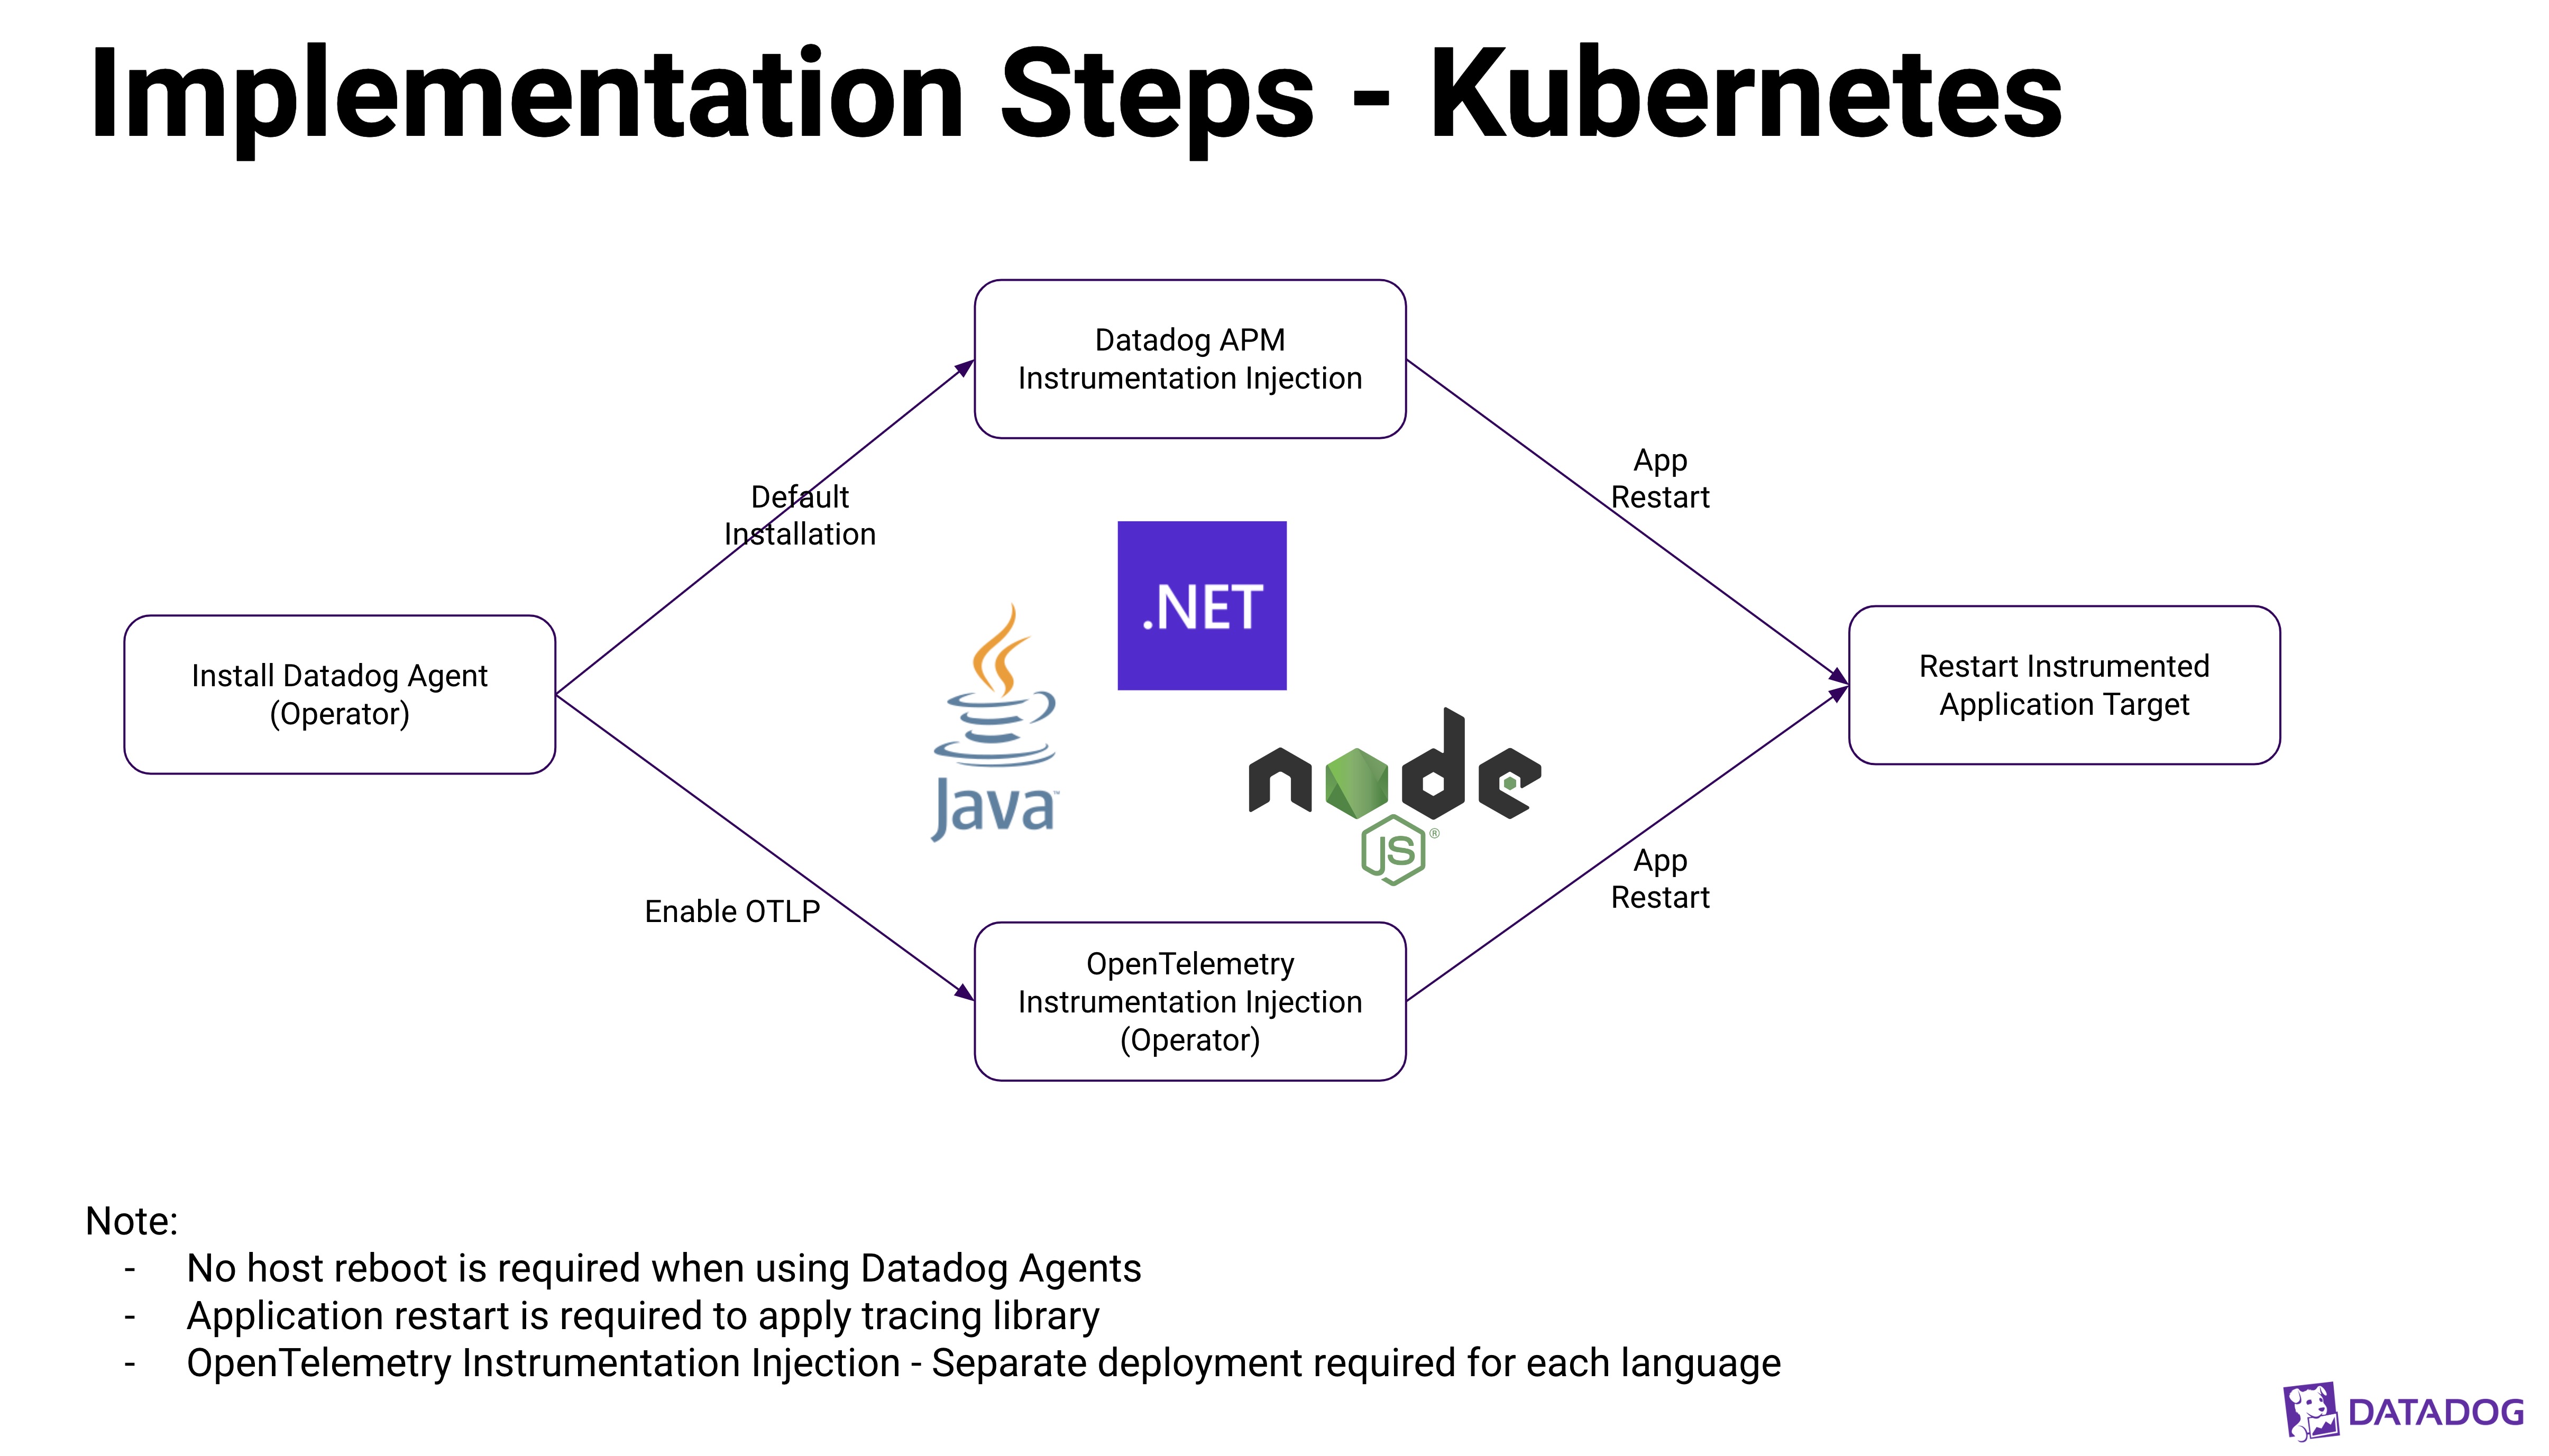 Implementation Steps - Kubernetes
Datadog APM
Instrumentation Injection
Default
Installation
App
Restart
.NET
Java™
node
JS®
Install Datadog Agent
(Operator)
Restart Instrumented
Application Target
Enable OTLP
App
Restart
OpenTelemetry
Instrumentation Injection
(Operator)
Note:
- No host reboot is required when using Datadog Agents
- Application restart is required to apply tracing library
- OpenTelemetry Instrumentation Injection - Separate deployment required for each language
DATADOG